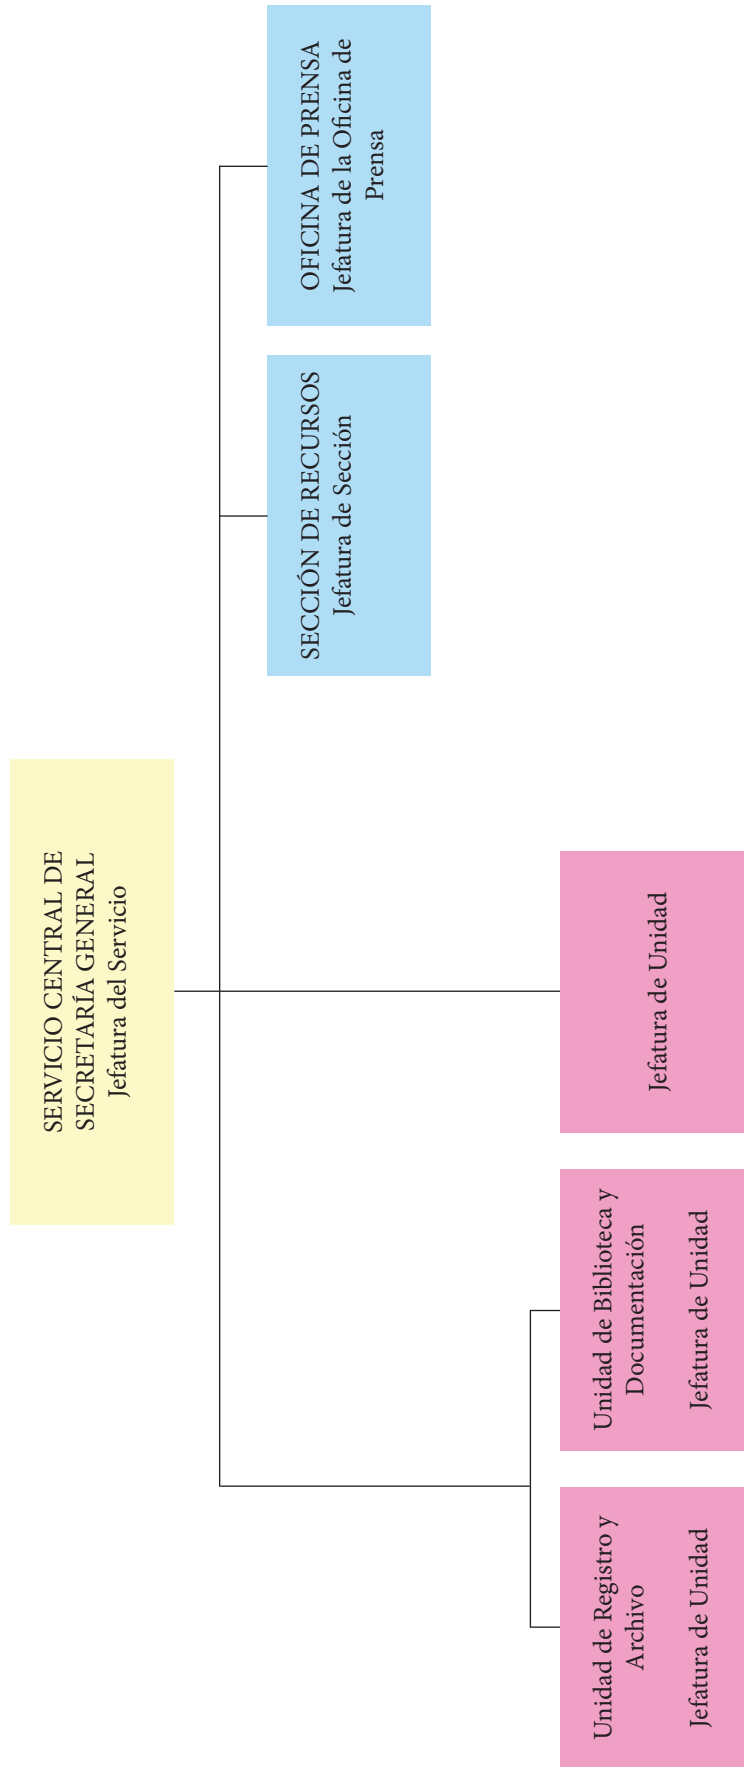 SERVICIO CENTRAL DE
SECRETARÍA GENERAL
Jefatura del Servicio
SECCIÓN DE RECURSOS
Jefatura de Sección
OFICINA DE PRENSA
Jefatura de la Oficina de
Prensa
Unidad de Registro y
Archivo
Jefatura de Unidad
Unidad de Biblioteca y
Documentación
Jefatura de Unidad
Jefatura de Unidad